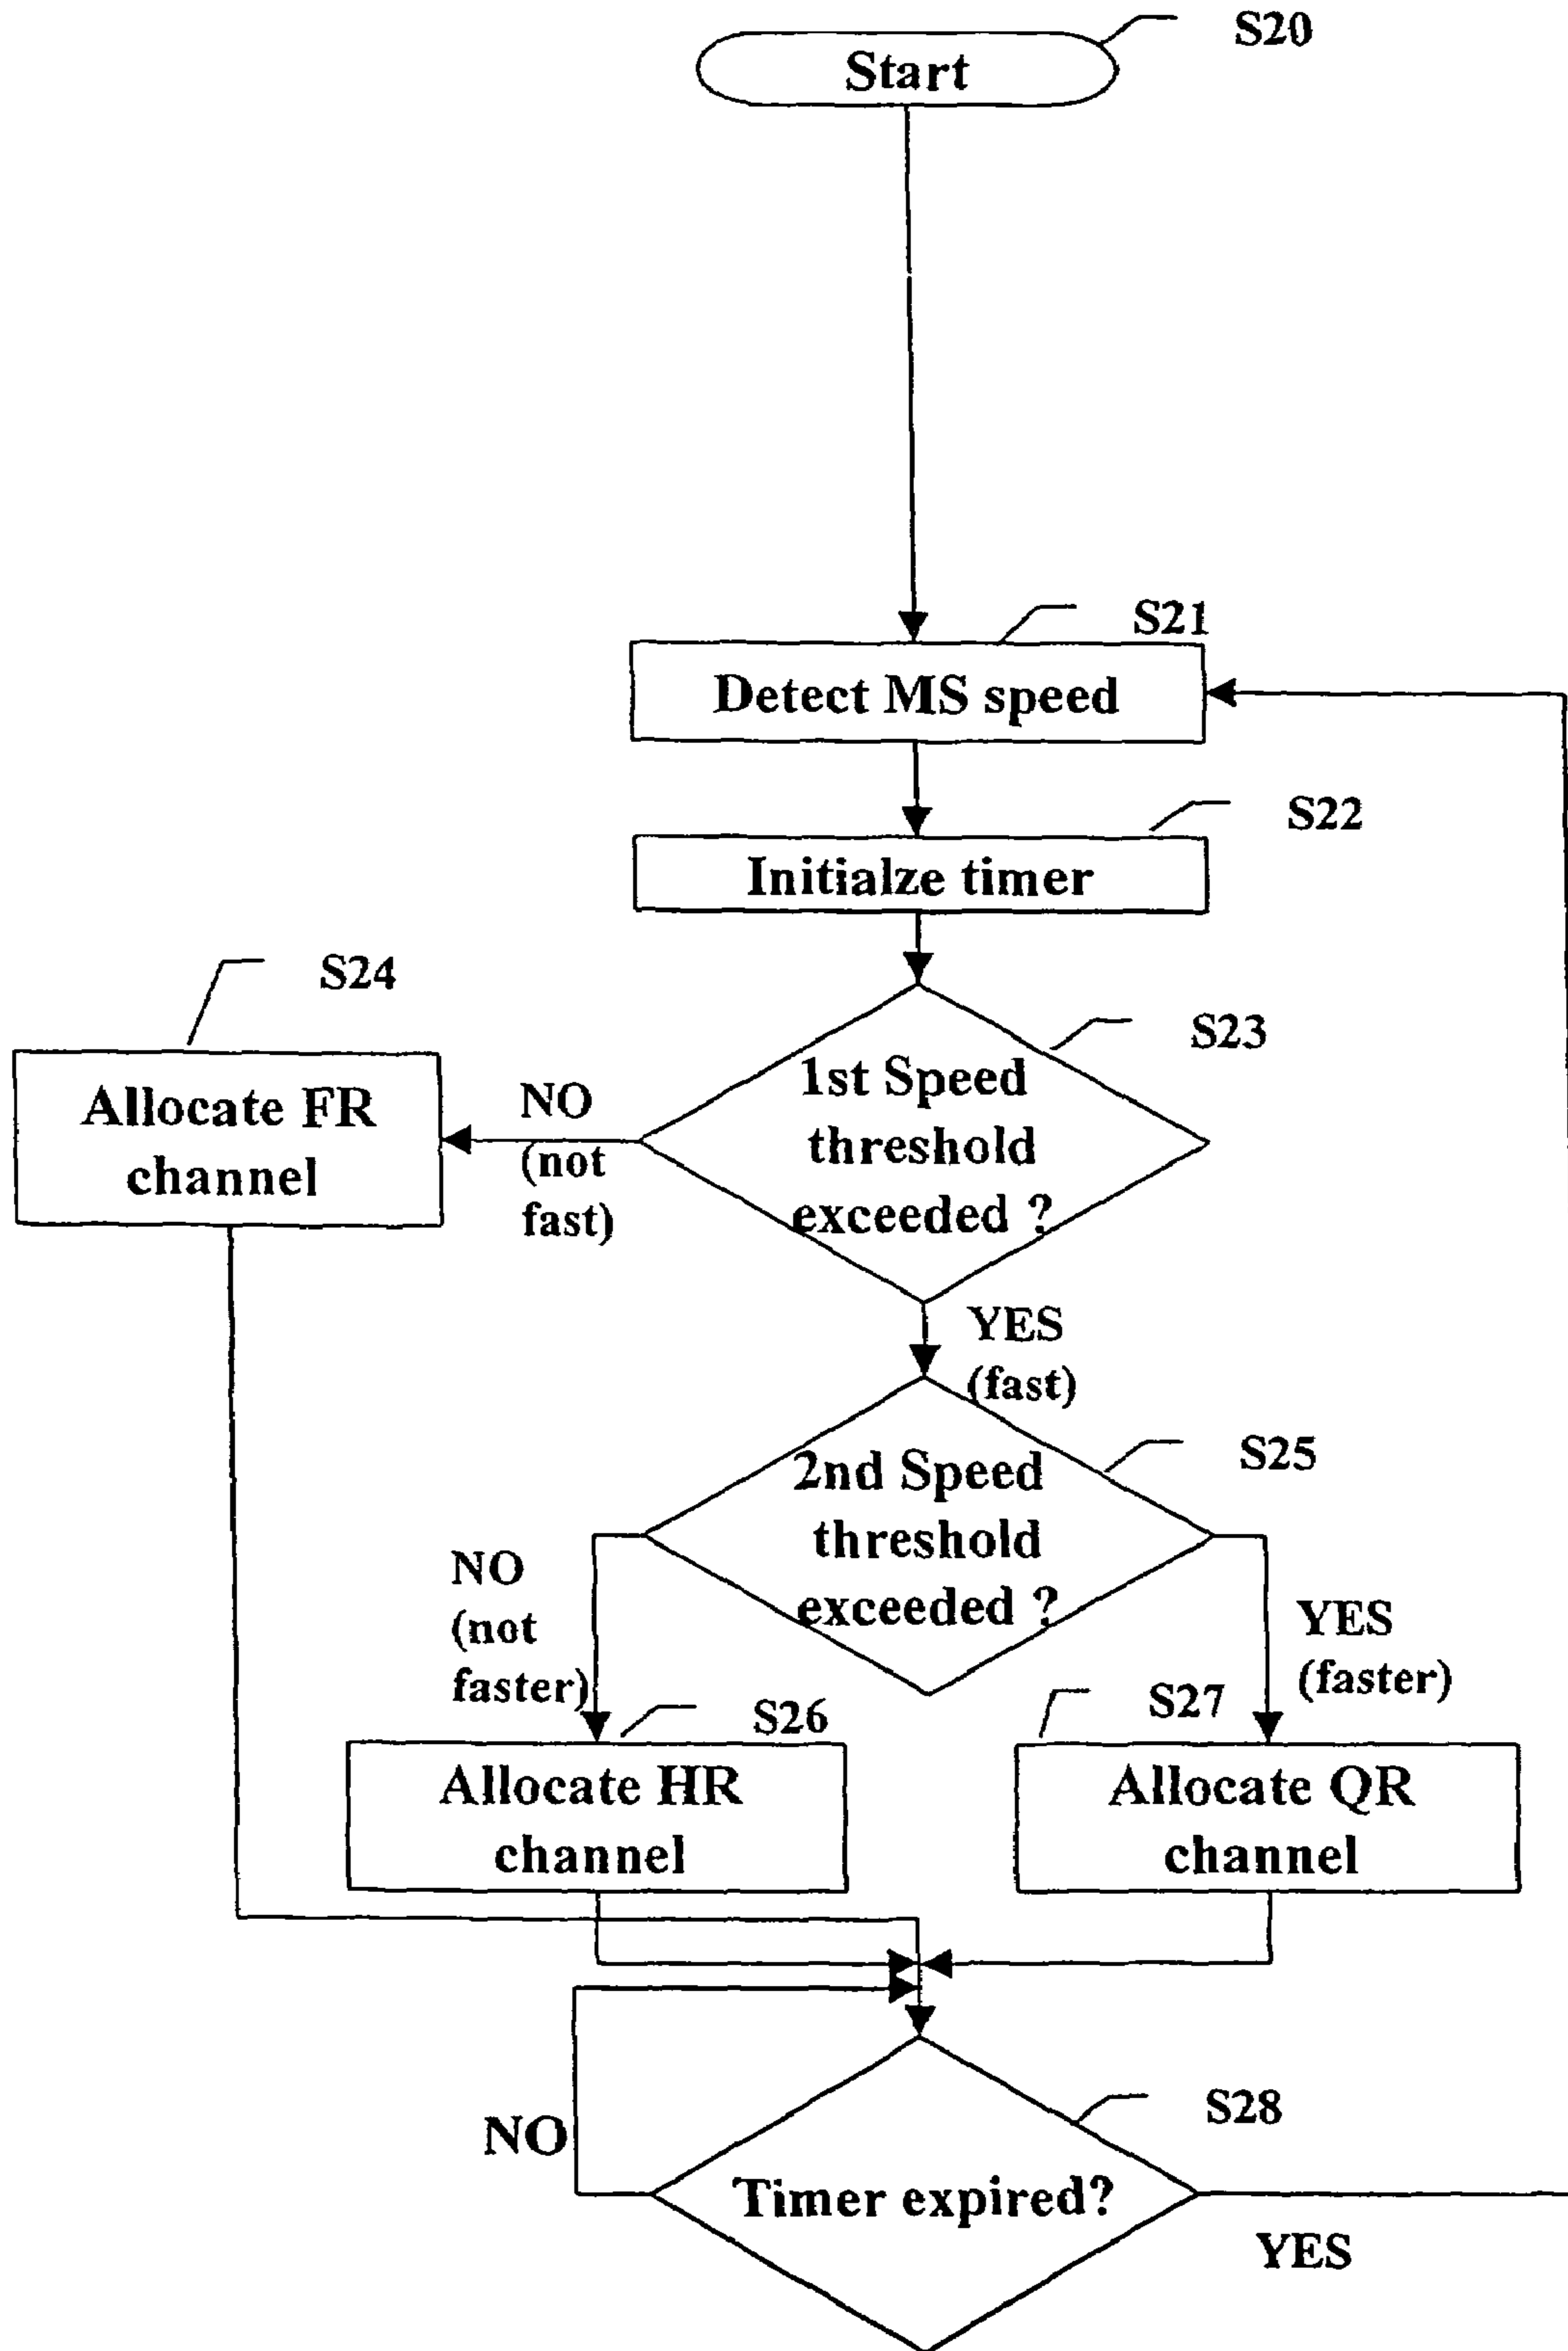 S20
Start
S21
Detect MS speed
S22
Initialze timer
S24
S23
Allocate FR
channel
NO
(not
fast)
1st Speed
threshold
exceeded ?
YES
(fast)
S25
2nd Speed
threshold
exceeded ?
NO
(not
faster)
YES
(faster)
S26
S27
Allocate HR
channel
Allocate QR
channel
S28
NO
Timer expired?
YES